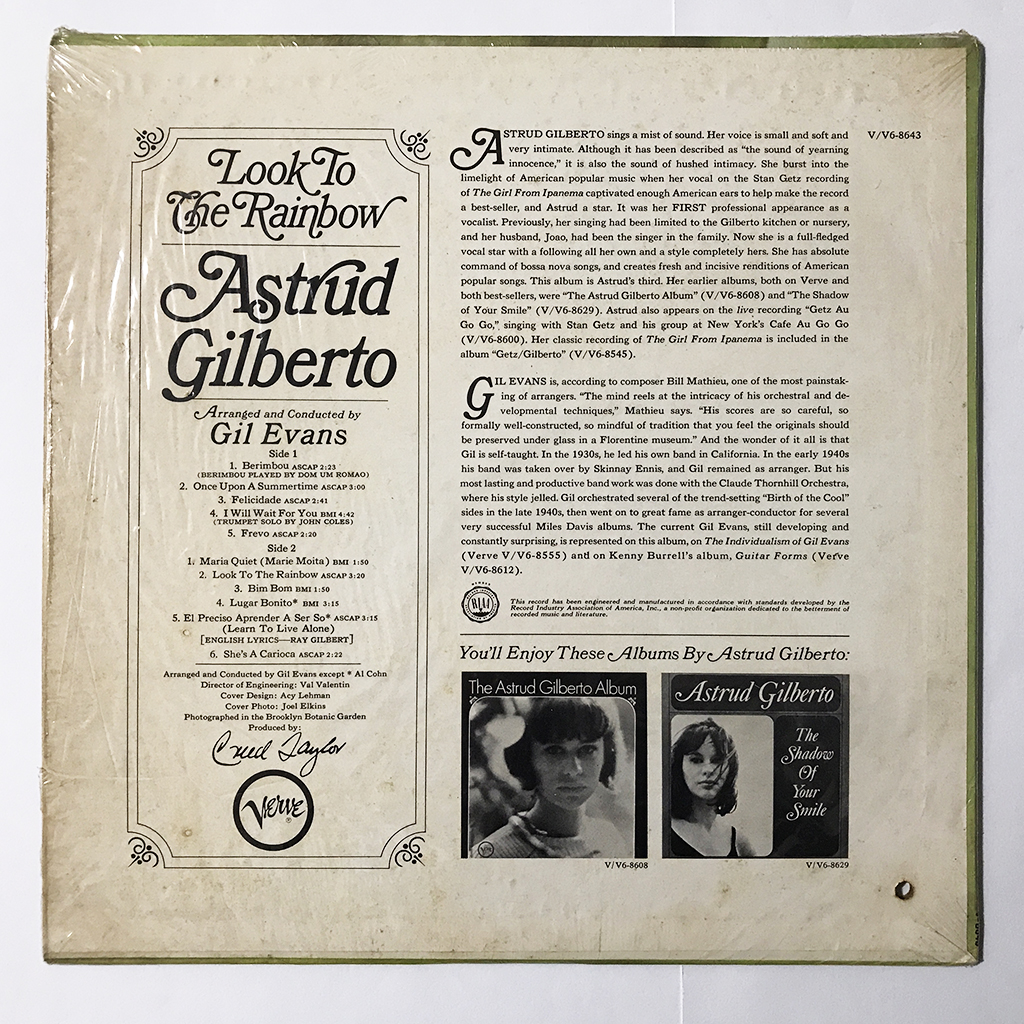 Look To
The Rainbow
Astrud
Gilberto
Arranged and Conducted by
Gil Evans
Side 1
1. Berimbou ASCAP 2:23
(BERIMBOU PLAYED BY DOM UM ROMAO)
2. Once Upon A Summertime ASCAP 3:00
3. Felicidade ASCAP 2:41
4. I Will Wait For You BMI 4:42
(TRUMPET SOLO BY JOHN COLES)
5. Frevo ASCAP 2:20
Side 2
1. Maria Quiet (Marie Moita) BMI 1:50
2. Look To The Rainbow ASCAP 3:20
3. Bim Bom BMI 1:50
4. Lugar Bonito* BMI 3:15
5. El Preciso Aprender A Ser So* ASCAP 3:15
(Learn To Live Alone)
[ENGLISH LYRICS—RAY GILBERT]
6. She's A Carioca ASCAP 2:22
Arranged and Conducted by Gil Evans except * Al Cohn
Director of Engineering: Val Valentin
Cover Design: Acy Lehman
Cover Photo: Joel Elkins
Photographed in the Brooklyn Botanic Garden
Produced by:
Creed Taylor
Verve
®
V/V6-8643
ASTRUD GILBERTO sings a mist of sound. Her voice is small and soft and
very intimate. Although it has been described as "the sound of yearning
innocence," it is also the sound of hushed intimacy. She burst into the
limelight of American popular music when her vocal on the Stan Getz recording
of The Girl From Ipanema captivated enough American ears to help make the record
a best-seller, and Astrud a star. It was her FIRST professional appearance as a
vocalist. Previously, her singing had been limited to the Gilberto kitchen or nursery,
and her husband, Joao, had been the singer in the family. Now she is a full-fledged
vocal star with a following all her own and a style completely hers. She has absolute
command of bossa nova songs, and creates fresh and incisive renditions of American
popular songs. This album is Astrud's third. Her earlier albums, both on Verve and
both best-sellers, were "The Astrud Gilberto Album" (V/V6-8608) and "The Shadow
of Your Smile" (V/V6-8629). Astrud also appears on the live recording "Getz Au
Go Go," singing with Stan Getz and his group at New York's Cafe Au Go Go
(V/V6-8600). Her classic recording of The Girl From Ipanema is included in the
album "Getz/Gilberto" (V/V6-8545).
GIL EVANS is, according to composer Bill Mathieu, one of the most painstak-
ing of arrangers. "The mind reels at the intricacy of his orchestral and de-
velopmental techniques," Mathieu says. "His scores are so careful, so
formally well-constructed, so mindful of tradition that you feel the originals should
be preserved under glass in a Florentine museum." And the wonder of it all is that
Gil is self-taught. In the 1930s, he led his own band in California. In the early 1940s
his band was taken over by Skinnay Ennis, and Gil remained as arranger. But his
most lasting and productive band work was done with the Claude Thornhill Orchestra,
where his style jelled. Gil orchestrated several of the trend-setting "Birth of the Cool"
sides in the late 1940s, then went on to great fame as arranger-conductor for several
very successful Miles Davis albums. The current Gil Evans, still developing and
constantly surprising, is represented on this album, on The Individualism of Gil Evans
(Verve V/V6-8555) and on Kenny Burrell's album, Guitar Forms (Verve
V/V6-8612).
MEMBER
RIAA
This record has been engineered and manufactured in accordance with standards developed by the
Record Industry Association of America, Inc., a non-profit organization dedicated to the betterment of
recorded music and literature.
You'll Enjoy These Albums By Astrud Gilberto:
The Astrud Gilberto Album
V/V6-8608
Astrud Gilberto
The
Shadow
Of
Your
Smile
V/V6-8629